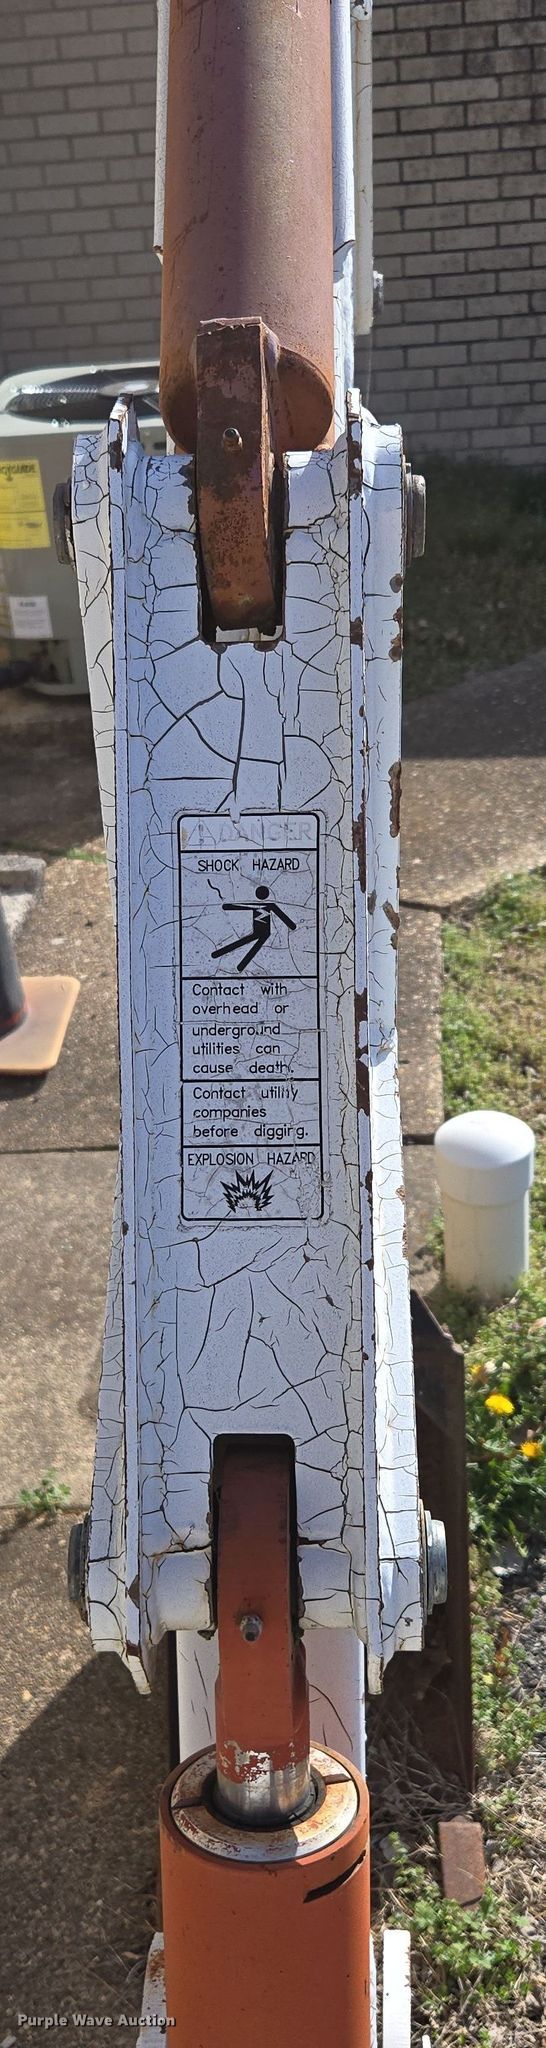 DANGER
SHOCK HAZARD
Contact with
overhead or
underground
utilities can
cause death.
Contact utility
companies
before digging.
EXPLOSION HAZARD
Purple Wave Auction